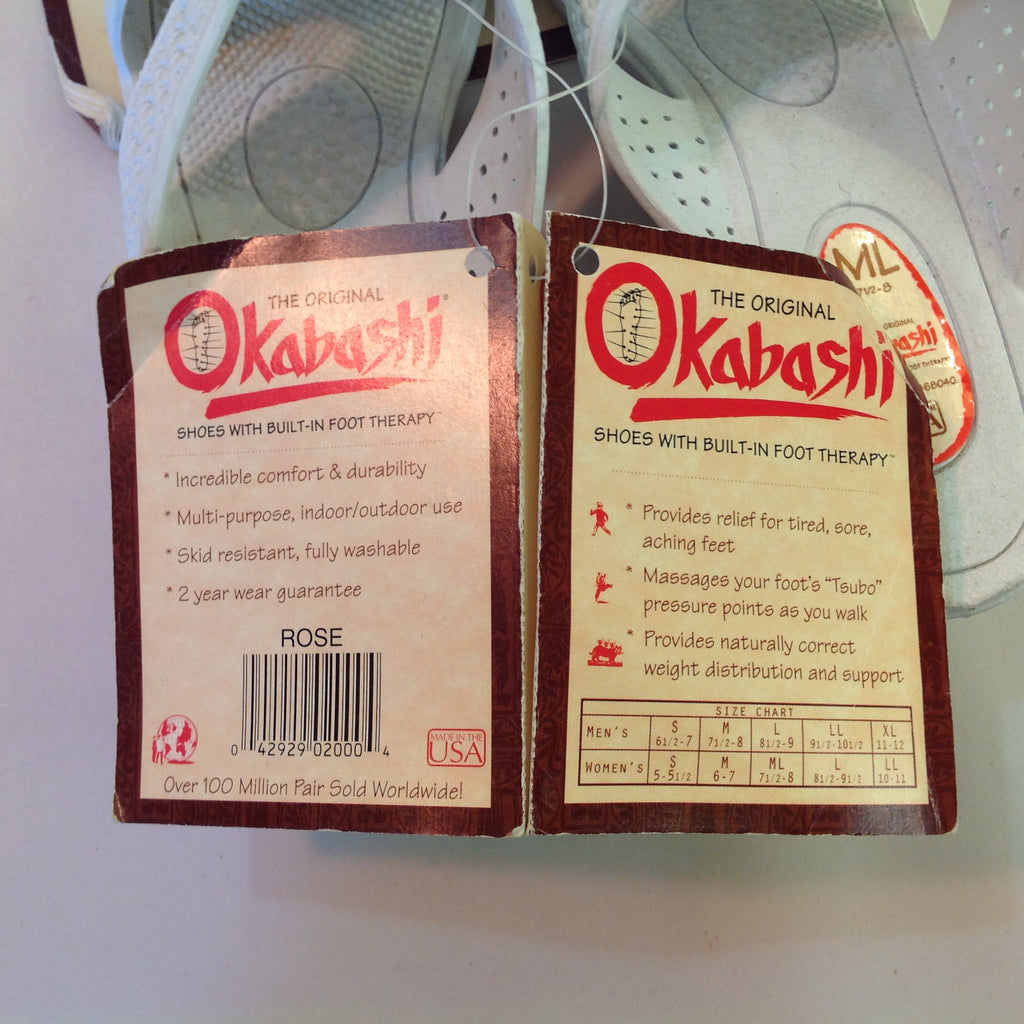 THE ORIGINAL
Okabashi
SHOES WITH BUILT-IN FOOT THERAPY™
* Incredible comfort & durability
* Multi-purpose, indoor/outdoor use
* Skid resistant, fully washable
* 2 year wear guarantee
ROSE
0 42929 02000 4
MADE IN THE
USA
Over 100 Million Pair Sold Worldwide!
THE ORIGINAL
Okabashi
SHOES WITH BUILT-IN FOOT THERAPY™
* Provides relief for tired, sore,
aching feet
* Massages your foot's "Tsubo"
pressure points as you walk
* Provides naturally correct
weight distribution and support
SIZE CHART
MEN'S S M L LL XL
6 1/2-7 7 1/2-8 8 1/2-9 9 1/2-10 1/2 11-12
WOMEN'S S M ML L LL
5-5 1/2 6-7 7 1/2-8 8 1/2-9 1/2 10-11
ML
7 1/2-8
ORIGINAL
68040